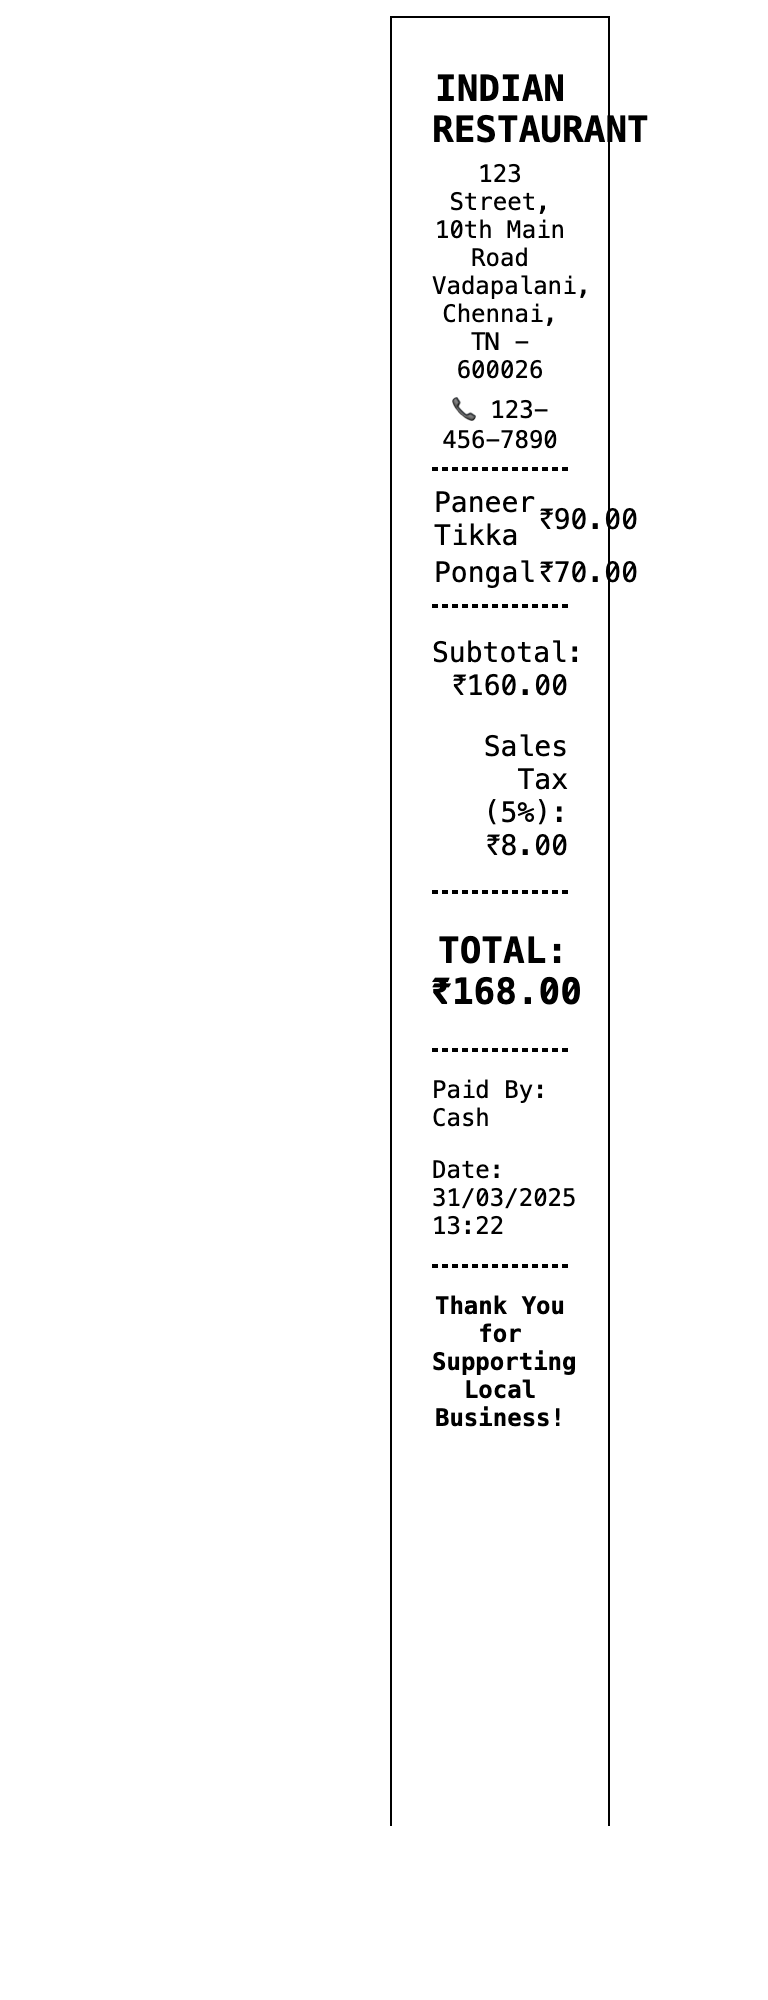 INDIAN
RESTAURANT
123
Street,
10th Main
Road
Vadapalani,
Chennai,
TN -
600026
📞 123-
456-7890
Paneer
Tikka ₹90.00
Pongal ₹70.00
Subtotal:
₹160.00
Sales
Tax
(5%):
₹8.00
TOTAL:
₹168.00
Paid By:
Cash
Date:
31/03/2025
13:22
Thank You
for
Supporting
Local
Business!